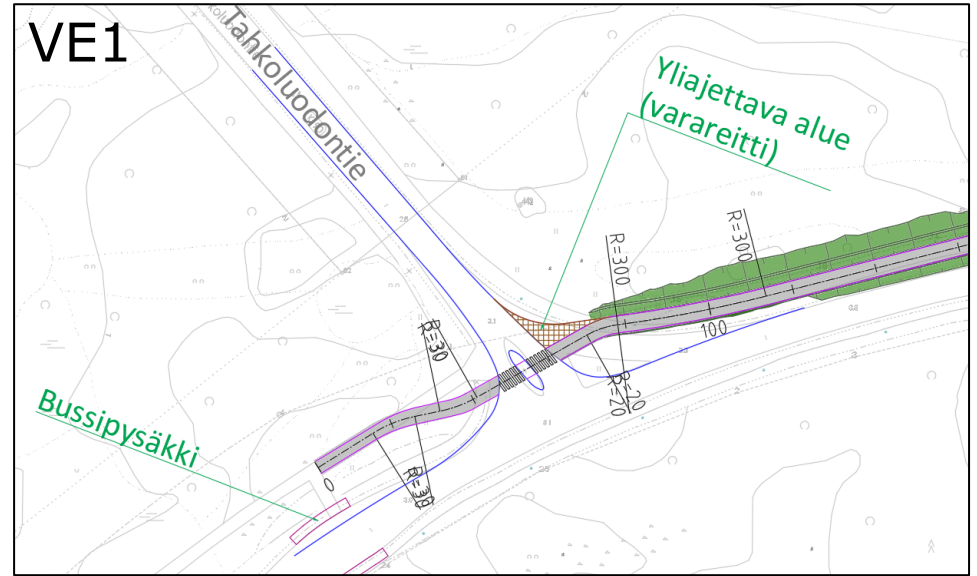 VE1
Tahkoluodontie
Yliajettava alue
(varareitti)
R=300
R=300
100
R=30
R=20
R=20
Bussipysäkki
0
R=30